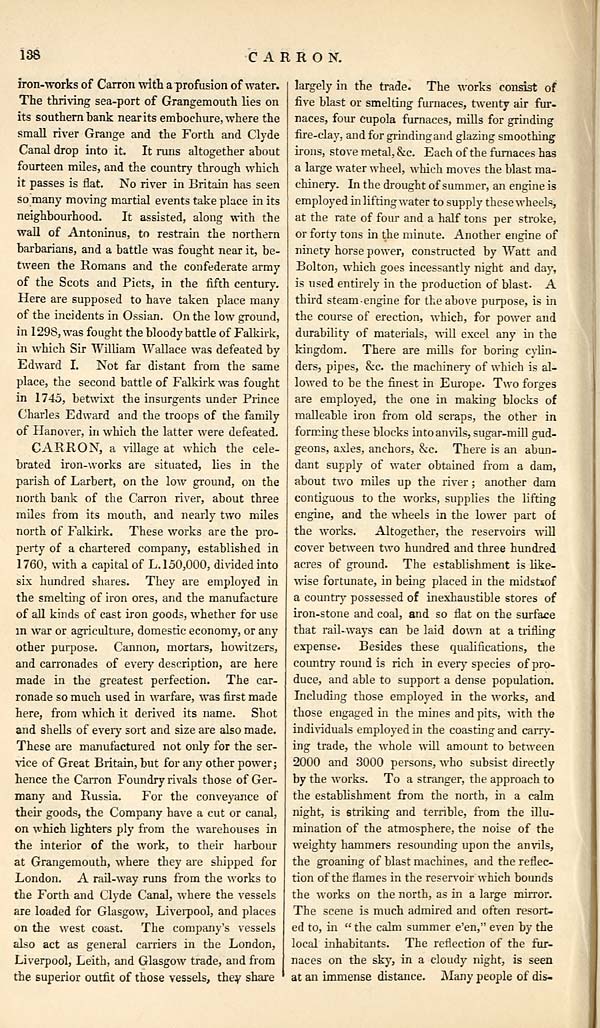 138
CARRON.
iron-works of Carron with a profusion of water.
The thriving sea-port of Grangemouth lies on
its southern bank near its embochure, where the
small river Grange and the Forth and Clyde
Canal drop into it. It runs altogether about
fourteen miles, and the country through which
it passes is flat. No river in Britain has seen
so many moving martial events take place in its
neighbourhood. It assisted, along with the
wall of Antoninus, to restrain the northern
barbarians, and a battle was fought near it, be-
tween the Romans and the confederate army
of the Scots and Picts, in the fifth century.
Here are supposed to have taken place many
of the incidents in Ossian. On the low ground,
in 1298, was fought the bloody battle of Falkirk,
in which Sir William Wallace was defeated by
Edward I. Not far distant from the same
place, the second battle of Falkirk was fought
in 1745, betwixt the insurgents under Prince
Charles Edward and the troops of the family
of Hanover, in which the latter were defeated.
CARRON, a village at which the cele-
brated iron-works are situated, lies in the
parish of Larbert, on the low ground, on the
north bank of the Carron river, about three
miles from its mouth, and nearly two miles
north of Falkirk. These works are the pro-
perty of a chartered company, established in
1760, with a capital of L.150,000, divided into
six hundred shares. They are employed in
the smelting of iron ores, and the manufacture
of all kinds of cast iron goods, whether for use
in war or agriculture, domestic economy, or any
other purpose. Cannon, mortars, howitzers,
and carronades of every description, are here
made in the greatest perfection. The car-
ronade so much used in warfare, was first made
here, from which it derived its name. Shot
and shells of every sort and size are also made.
These are manufactured not only for the ser-
vice of Great Britain, but for any other power;
hence the Carron Foundry rivals those of Ger-
many and Russia. For the conveyance of
their goods, the Company have a cut or canal,
on which lighters ply from the warehouses in
the interior of the work, to their harbour
at Grangemouth, where they are shipped for
London. A rail-way runs from the works to
the Forth and Clyde Canal, where the vessels
are loaded for Glasgow, Liverpool, and places
on the west coast. The company's vessels
also act as general carriers in the London,
Liverpool, Leith, and Glasgow trade, and from
the superior outfit of those vessels, they share
largely in the trade. The works consist of
five blast or smelting furnaces, twenty air fur-
naces, four cupola furnaces, mills for grinding
fire-clay, and for grinding and glazing smoothing
irons, stove metal, &c. Each of the furnaces has
a large water wheel, which moves the blast ma-
chinery. In the drought of summer, an engine is
employed in lifting water to supply these wheels,
at the rate of four and a half tons per stroke,
or forty tons in the minute. Another engine of
ninety horse power, constructed by Watt and
Bolton, which goes incessantly night and day,
is used entirely in the production of blast. A
third steam-engine for the above purpose, is in
the course of erection, which, for power and
durability of materials, will excel any in the
kingdom. There are mills for boring cylin-
ders, pipes, &c. the machinery of which is al-
lowed to be the finest in Europe. Two forges
are employed, the one in making blocks of
malleable iron from old scraps, the other in
forming these blocks into anvils, sugar-mill gud-
geons, axles, anchors, &c. There is an abun-
dant supply of water obtained from a dam,
about two miles up the river; another dam
contiguous to the works, supplies the lifting
engine, and the wheels in the lower part of
the works. Altogether, the reservoirs will
cover between two hundred and three hundred
acres of ground. The establishment is like-
wise fortunate, in being placed in the midst of
a country possessed of inexhaustible stores of
iron-stone and coal, and so flat on the surface
that rail-ways can be laid down at a trifling
expense. Besides these qualifications, the
country round is rich in every species of pro-
duce, and able to support a dense population.
Including those employed in the works, and
those engaged in the mines and pits, with the
individuals employed in the coasting and carry-
ing trade, the whole will amount to between
2000 and 3000 persons, who subsist directly
by the works. To a stranger, the approach to
the establishment from the north, in a calm
night, is striking and terrible, from the illu-
mination of the atmosphere, the noise of the
weighty hammers resounding upon the anvils,
the groaning of blast machines, and the reflec-
tion of the flames in the reservoir which bounds
the works on the north, as in a large mirror.
The scene is much admired and often resort-
ed to, in "the calm summer e'en," even by the
local inhabitants. The reflection of the fur-
naces on the sky, in a cloudy night, is seen
at an immense distance. Many people of dis-